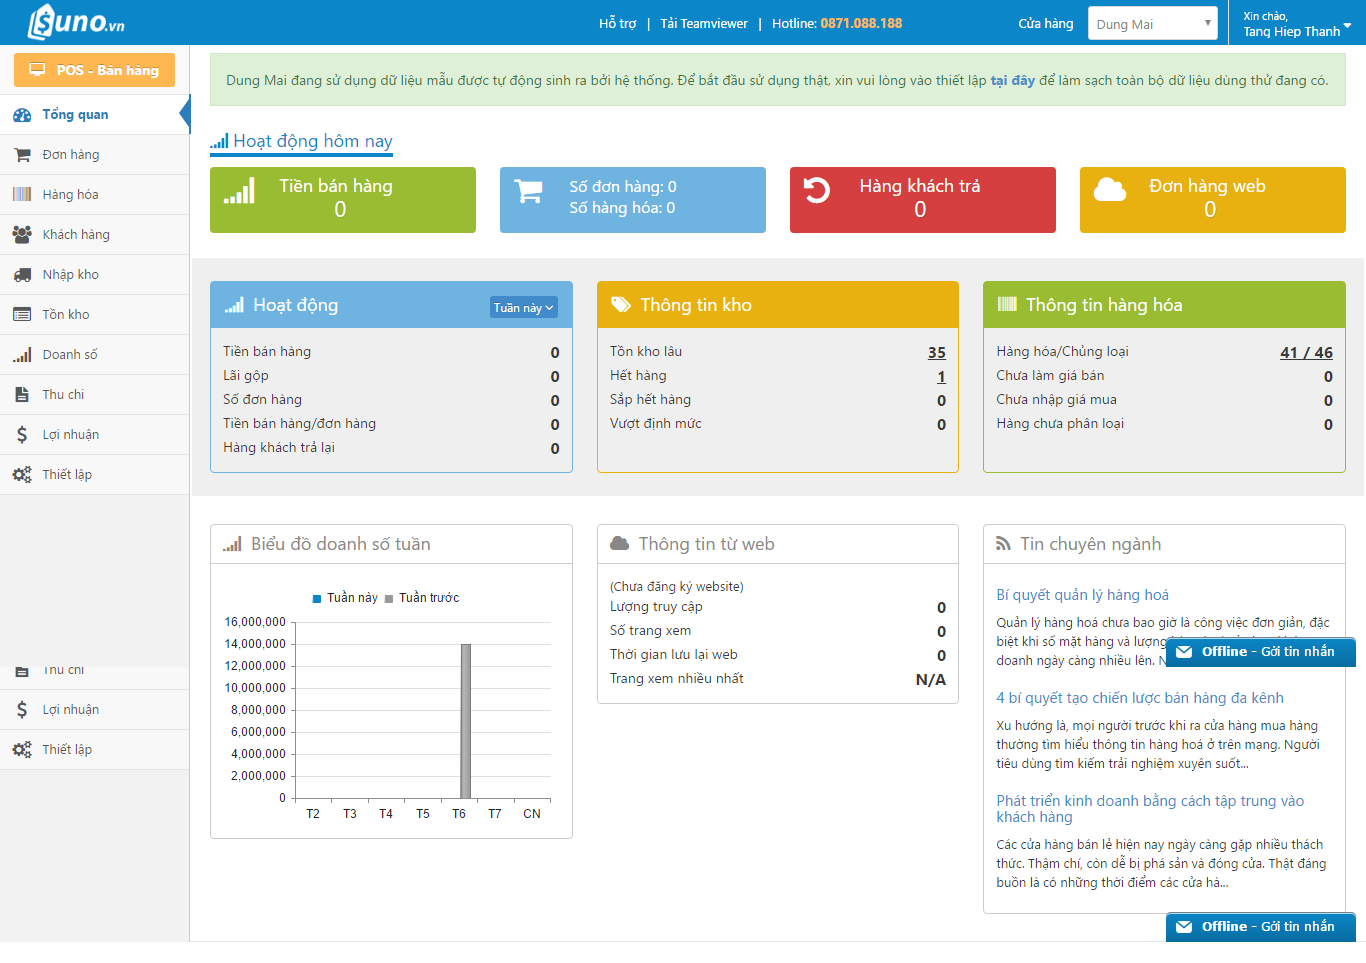 Suno.vn
Hỗ trợ | Tải Teamviewer | Hotline: 0871.088.188
Cửa hàng
Dung Mai
Xin chào,
Tang Hiep Thanh
POS - Bán hàng
Tổng quan
Đơn hàng
Hàng hóa
Khách hàng
Nhập kho
Tồn kho
Doanh số
Thu chi
Lợi nhuận
Thiết lập
Thu chi
Lợi nhuận
Thiết lập
Dung Mai đang sử dụng dữ liệu mẫu được tự động sinh ra bởi hệ thống. Để bắt đầu sử dụng thật, xin vui lòng vào thiết lập tại đây để làm sạch toàn bộ dữ liệu dùng thử đang có.
Hoạt động hôm nay
Tiền bán hàng
0
Số đơn hàng: 0
Số hàng hóa: 0
Hàng khách trả
0
Đơn hàng web
0
Hoạt động
Tuần này
Tiền bán hàng 0
Lãi gộp 0
Số đơn hàng 0
Tiền bán hàng/đơn hàng 0
Hàng khách trả lại 0
Thông tin kho
Tồn kho lâu 35
Hết hàng 1
Sắp hết hàng 0
Vượt định mức 0
Thông tin hàng hóa
Hàng hóa/Chủng loại 41 / 46
Chưa làm giá bán 0
Chưa nhập giá mua 0
Hàng chưa phân loại 0
Biểu đồ doanh số tuần
Tuần này Tuần trước
16,000,000
14,000,000
12,000,000
10,000,000
8,000,000
6,000,000
4,000,000
2,000,000
0
T2 T3 T4 T5 T6 T7 CN
Thông tin từ web
(Chưa đăng ký website)
Lượng truy cập 0
Số trang xem 0
Thời gian lưu lại web 0
Trang xem nhiều nhất N/A
Tin chuyên ngành
Bí quyết quản lý hàng hoá
Quản lý hàng hoá chưa bao giờ là công việc đơn giản, đặc
biệt khi số mặt hàng và lượng
doanh ngày càng nhiều lên.
Offline - Gởi tin nhắn
4 bí quyết tạo chiến lược bán hàng đa kênh
Xu hướng là, mọi người trước khi ra cửa hàng mua hàng
thường tìm hiểu thông tin hàng hoá ở trên mạng. Người
tiêu dùng tìm kiếm trải nghiệm xuyên suốt...
Phát triển kinh doanh bằng cách tập trung vào
khách hàng
Các cửa hàng bán lẻ hiện nay ngày càng gặp nhiều thách
thức. Thậm chí, còn dễ bị phá sản và đóng cửa. Thật đáng
buồn là có những thời điểm các cửa hà...
Offline - Gởi tin nhắn